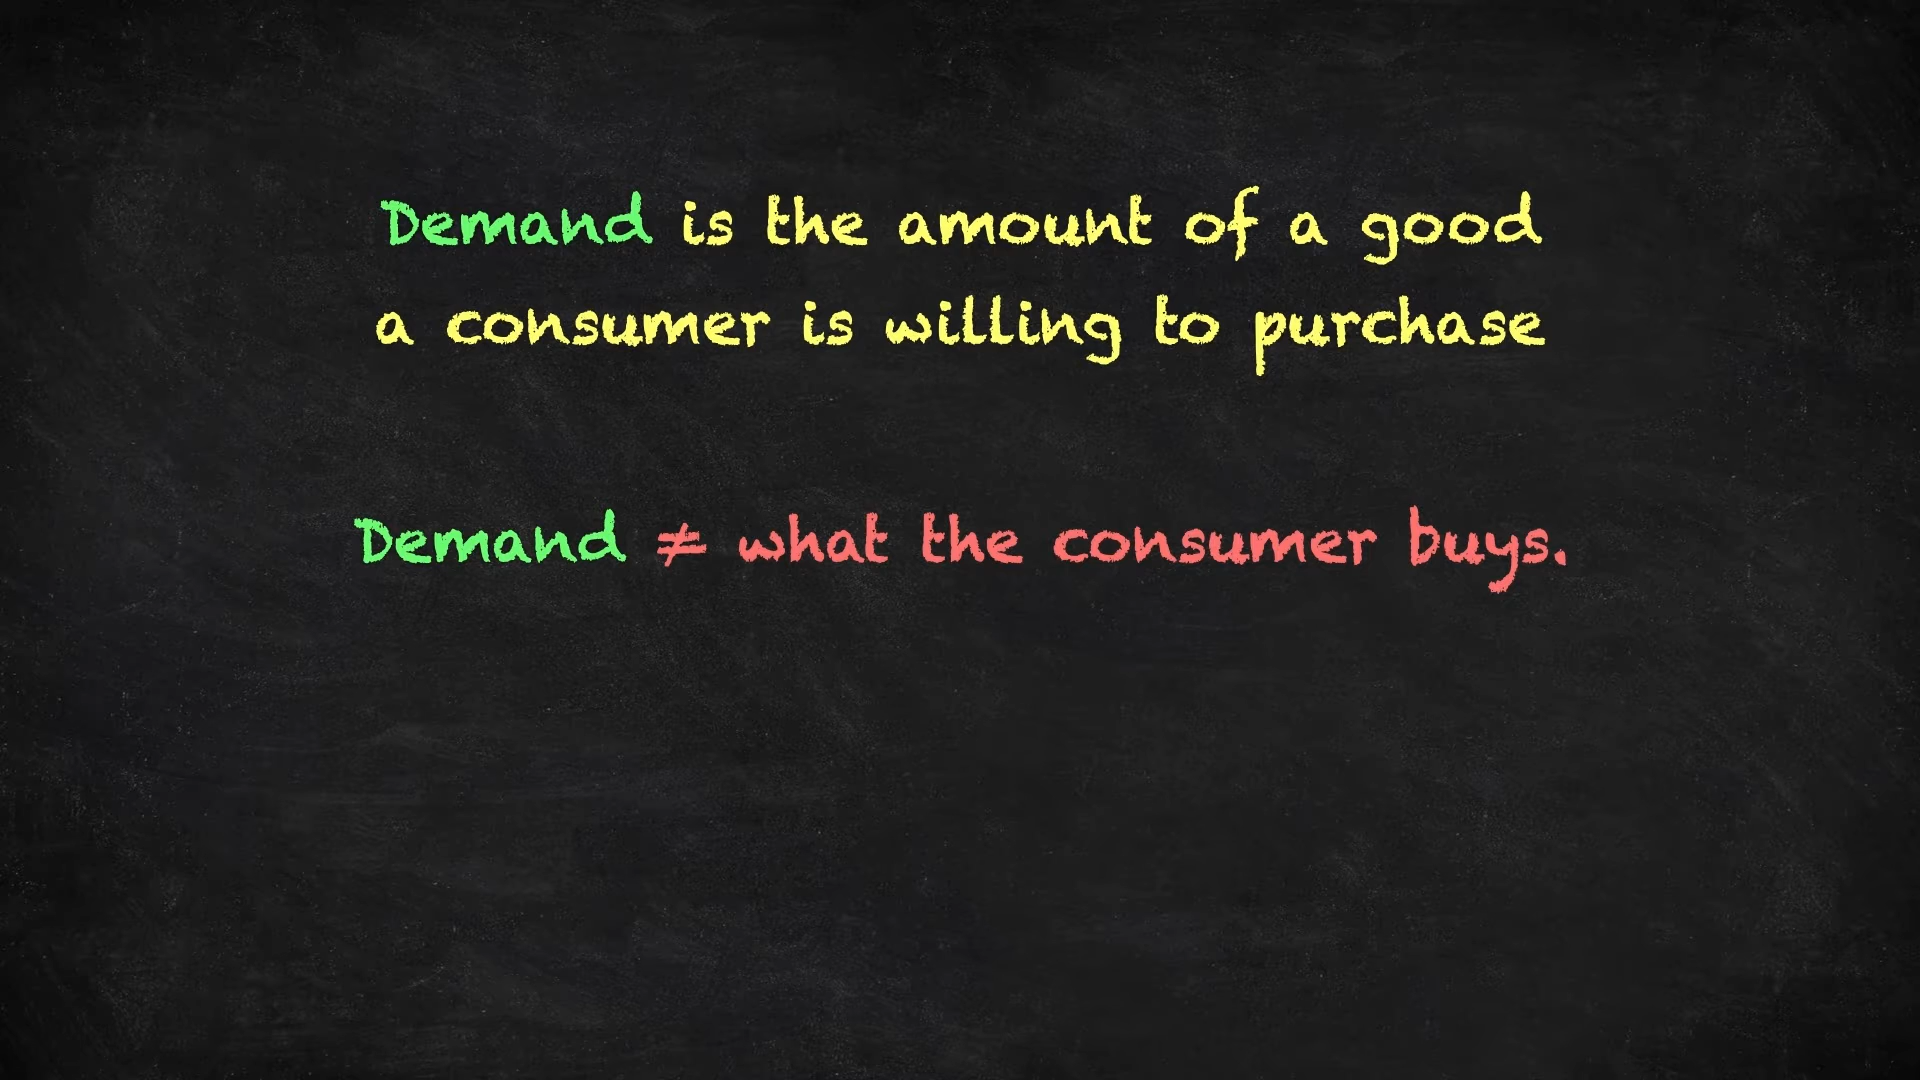 Demand is the amount of a good
a consumer is willing to purchase
Demand ≠ what the consumer buys.